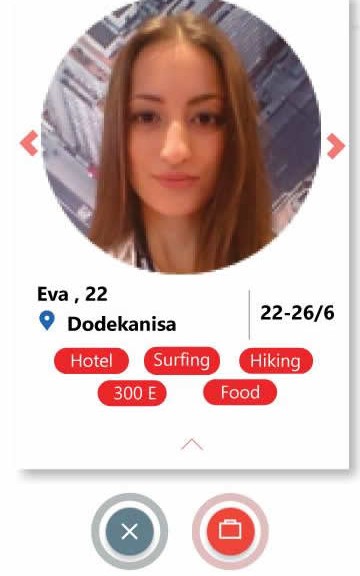 Eva , 22
Dodekanisa
22-26/6
Hotel Surfing Hiking
300 E Food